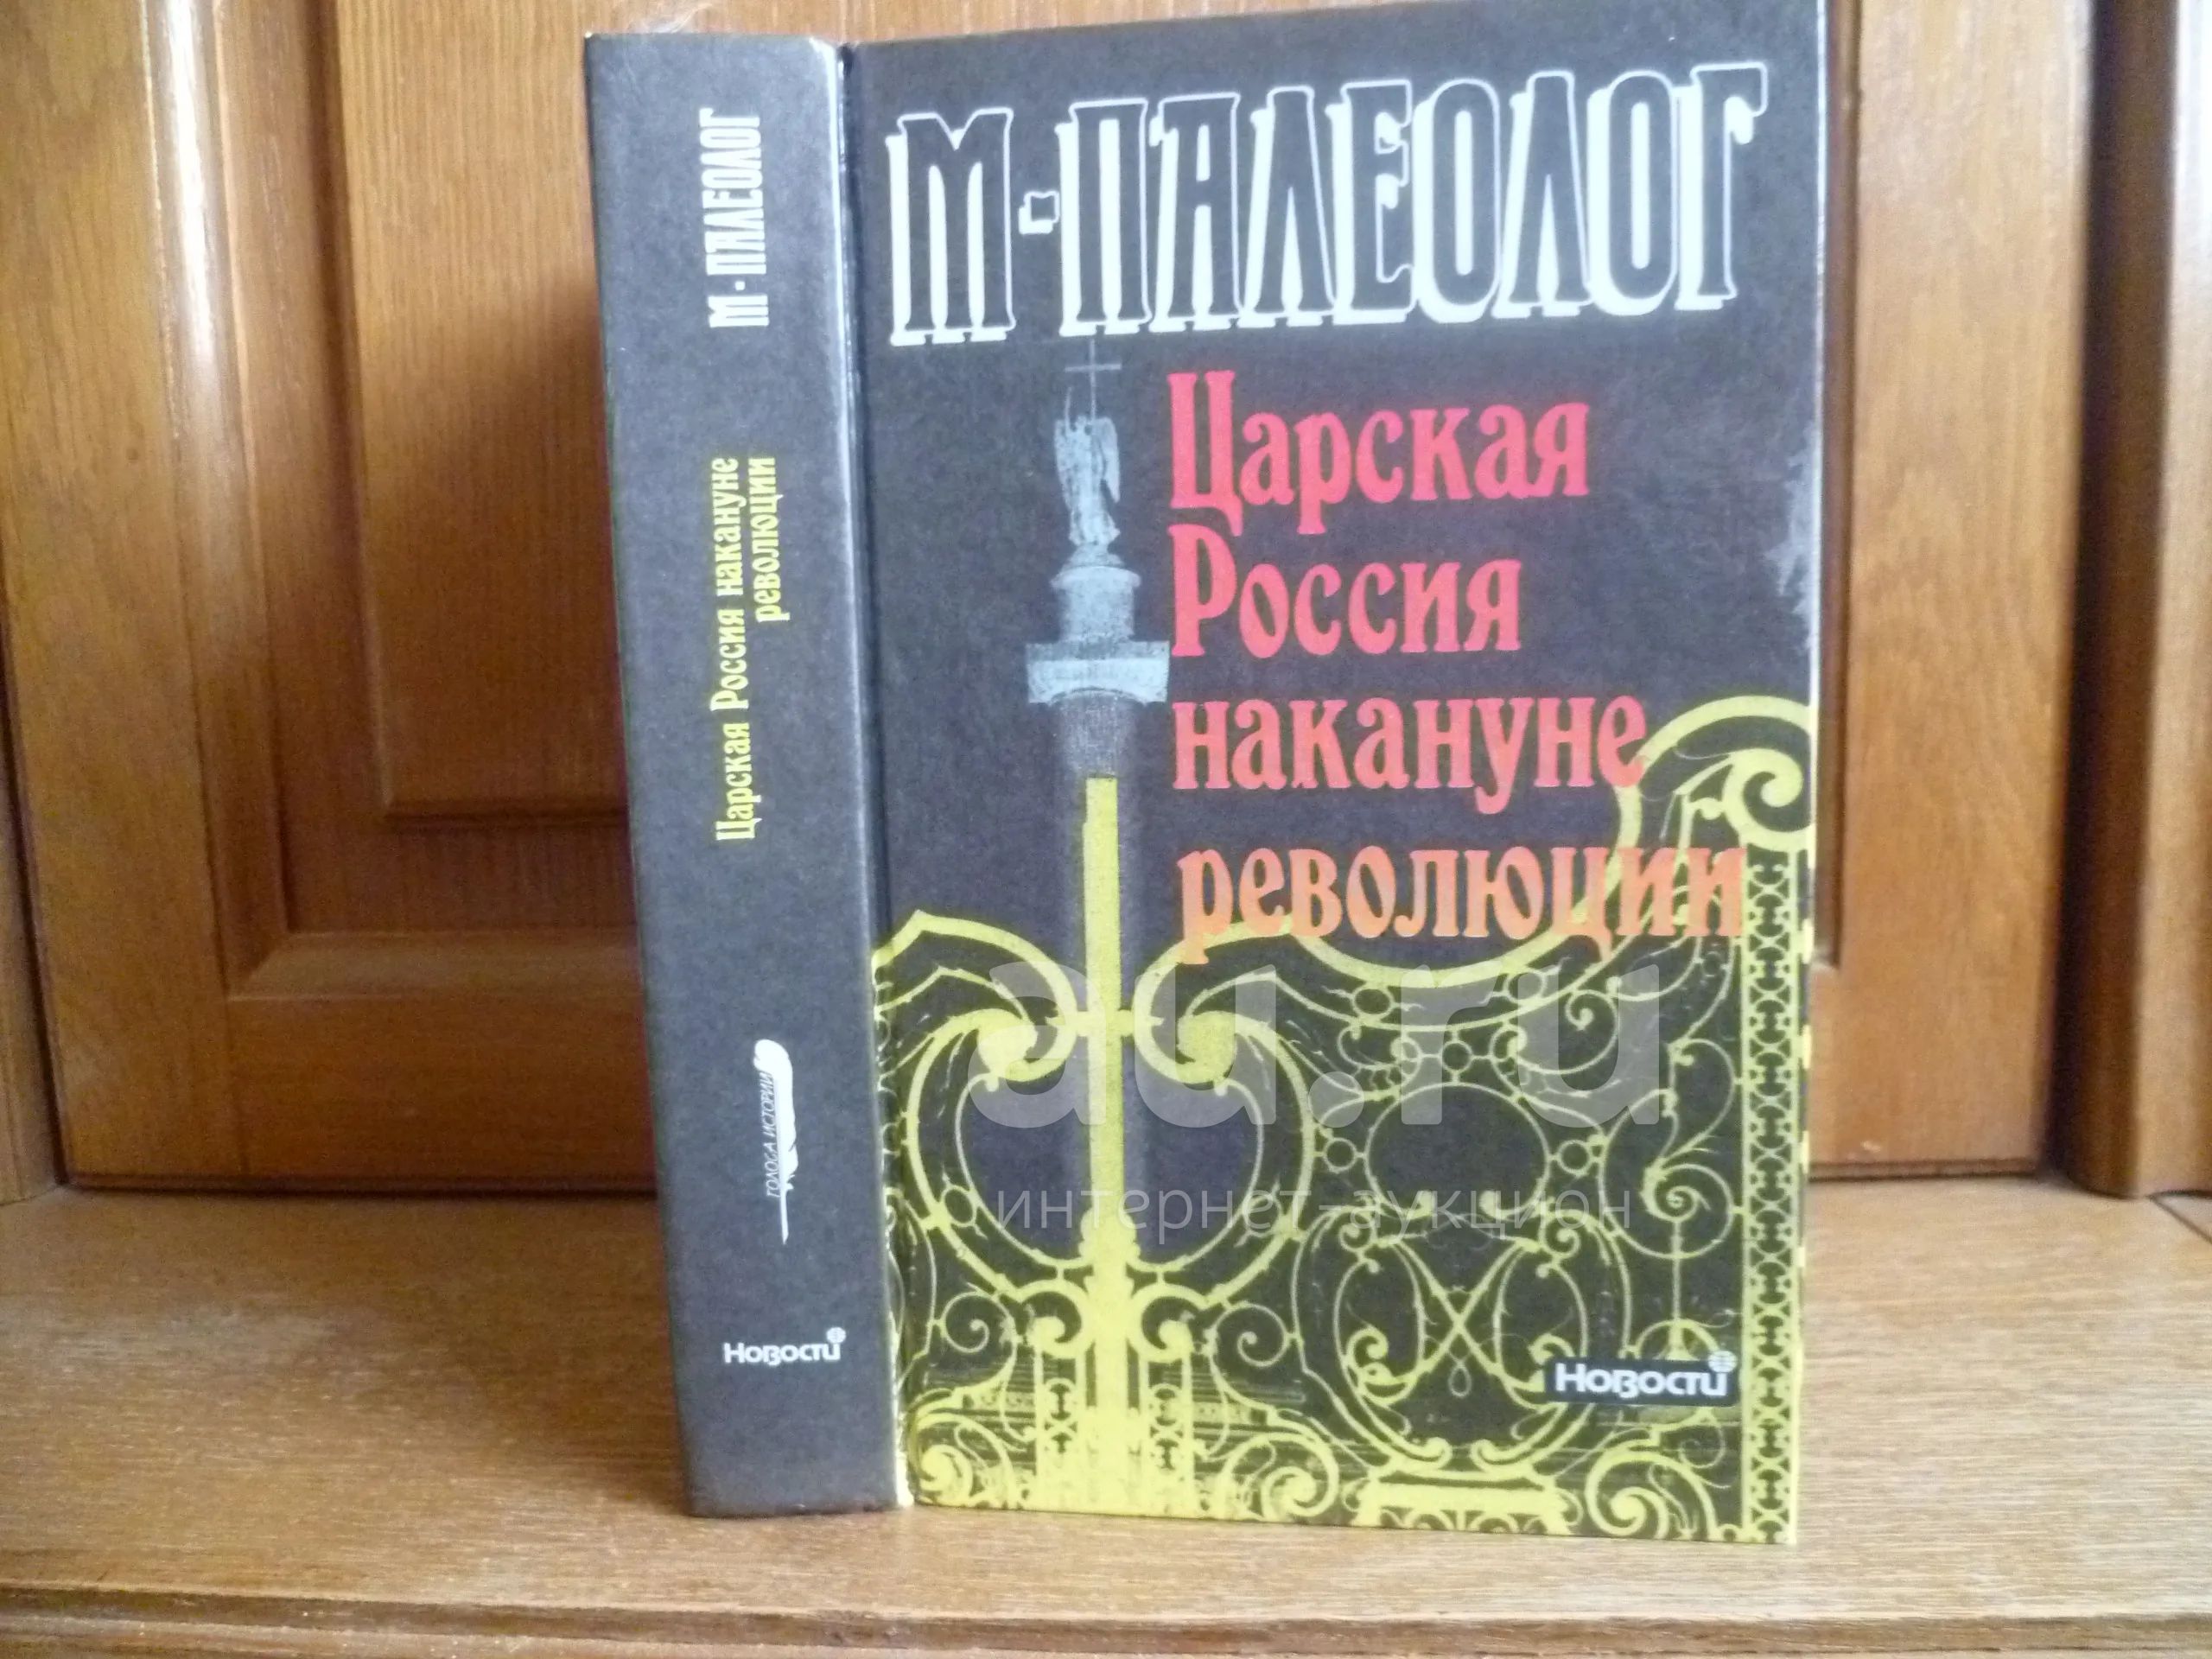 М·ПАЛЕОЛОГ
Царская Россия накануне
революции
ГОЛОСА ИСТОРИИ
Новости
М·ПАЛЕОЛОГ
Царская
Россия
накануне
революции
au.ru
интернет-аукцион
Новости